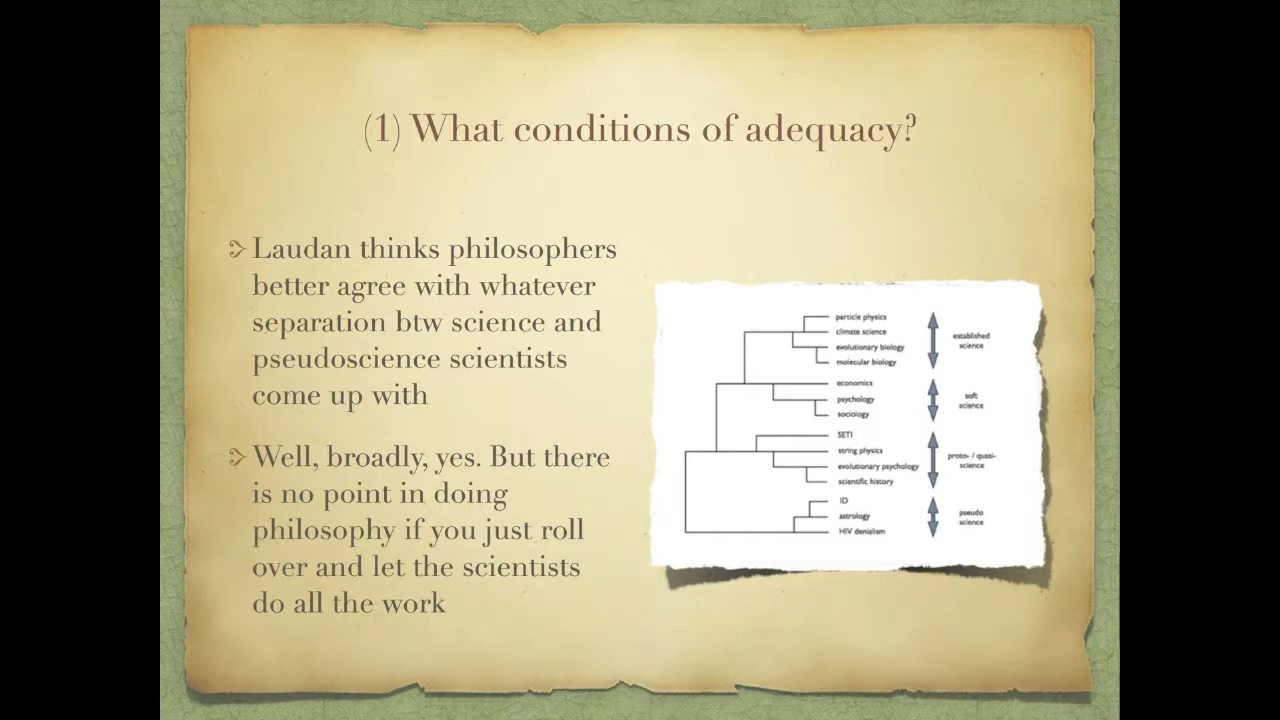 (1) What conditions of adequacy?
Laudan thinks philosophers
better agree with whatever
separation btw science and
pseudoscience scientists
come up with
Well, broadly, yes. But there
is no point in doing
philosophy if you just roll
over and let the scientists
do all the work
particle physics
climate science
evolutionary biology
molecular biology
established
science
economics
psychology
sociology
soft
science
SETI
string physics
evolutionary psychology
scientific history
proto- / quasi-
science
ID
astrology
HIV denialism
pseudo
science